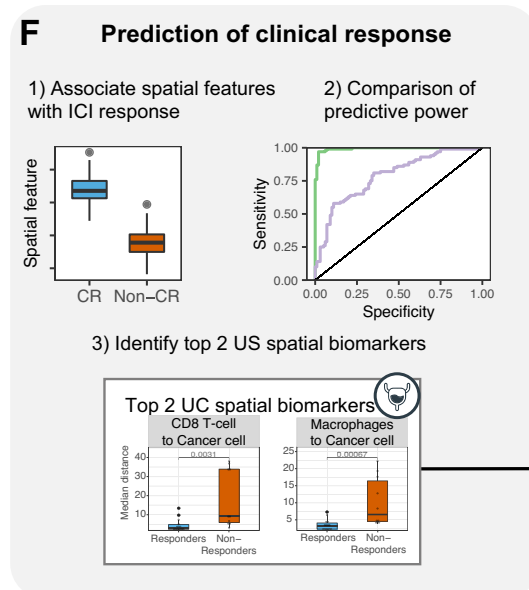 F Prediction of clinical response
1) Associate spatial features
with ICI response
2) Comparison of
predictive power
Spatial feature
CR Non−CR
Sensitivity
1.00
0.75
0.50
0.25
0.00
0.00 0.25 0.50 0.75 1.00
Specificity
3) Identify top 2 US spatial biomarkers
Top 2 UC spatial biomarkers
CD8 T-cell
to Cancer cell
Median distance
40
30
20
10
0.0031
Responders Non−
Responders
Macrophages
to Cancer cell
25
20
15
10
5
0.00067
Responders Non−
Responders